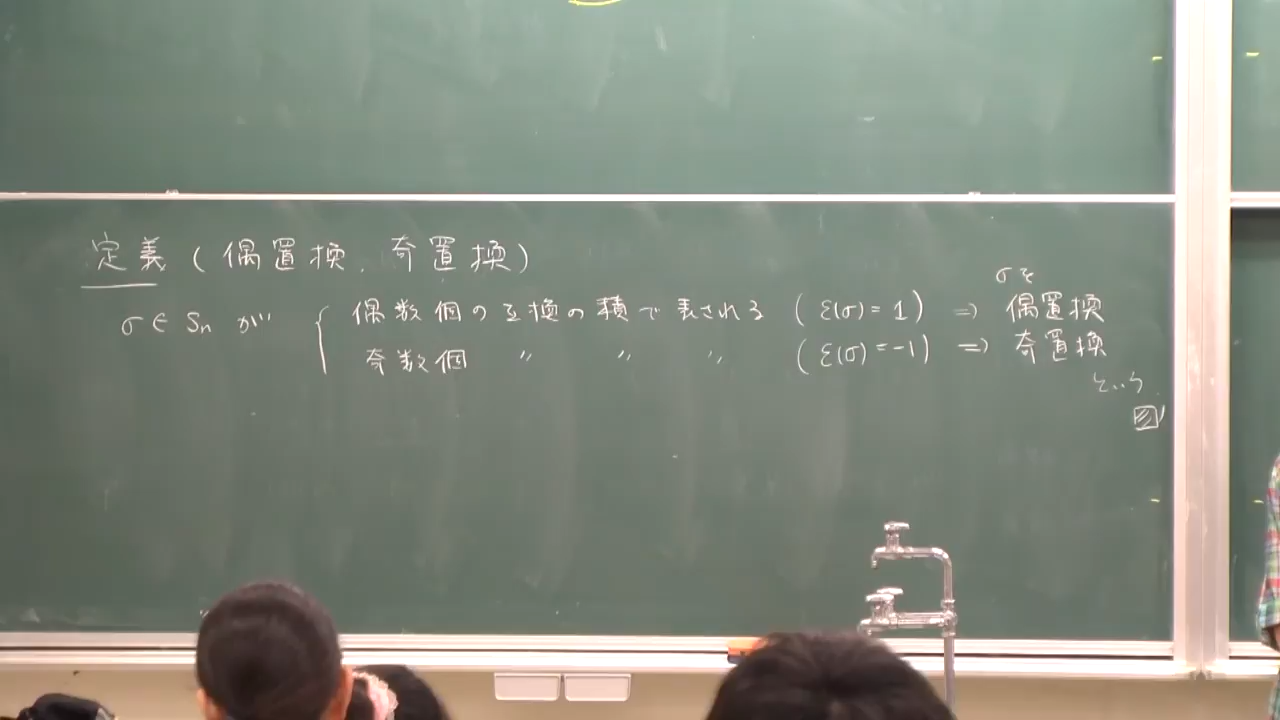 定義(偶置換,奇置換)
σ∈Sn が { 偶数個の互換の積で表される (ε(σ)=1) ⇒ σを 偶置換
奇数個 〃 〃 〃 (ε(σ)=-1) ⇒ 奇置換
という.